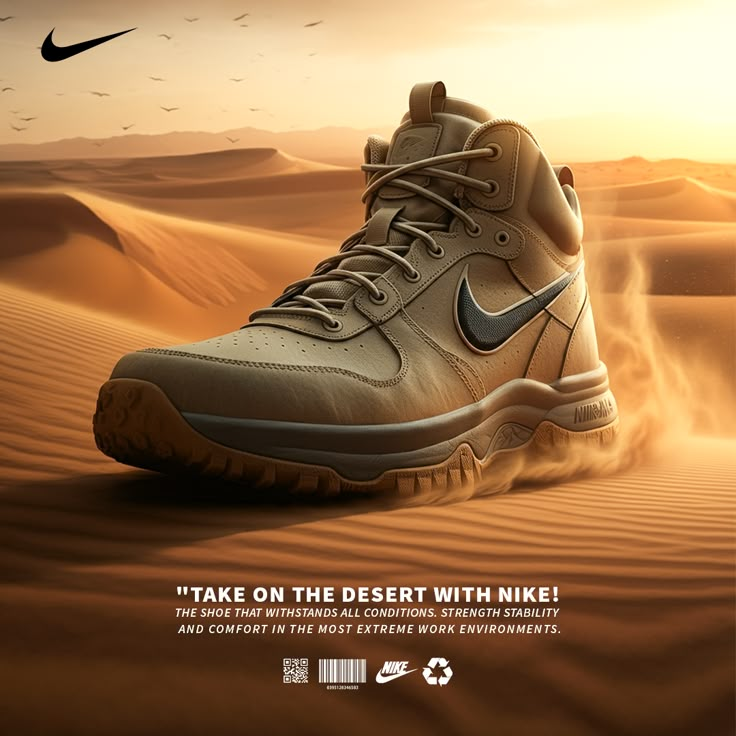 "TAKE ON THE DESERT WITH NIKE!
THE SHOE THAT WITHSTANDS ALL CONDITIONS. STRENGTH STABILITY
AND COMFORT IN THE MOST EXTREME WORK ENVIRONMENTS.
NIKE